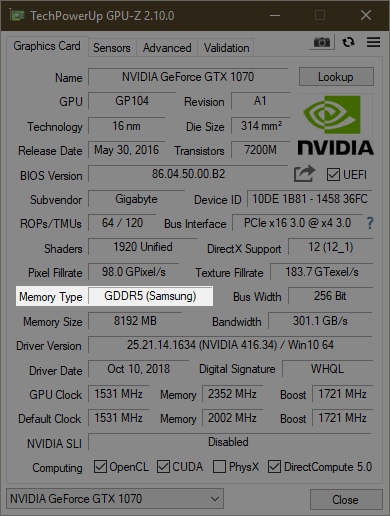 TechPowerUp GPU-Z 2.10.0
Graphics Card Sensors Advanced Validation
Name NVIDIA GeForce GTX 1070 Lookup
GPU GP104 Revision A1
Technology 16 nm Die Size 314 mm²
Release Date May 30, 2016 Transistors 7200M
NVIDIA
BIOS Version 86.04.50.00.B2 UEFI
Subvendor Gigabyte Device ID 10DE 1B81 - 1458 36FC
ROPs/TMUs 64 / 120 Bus Interface PCIe x16 3.0 @ x4 3.0 ?
Shaders 1920 Unified DirectX Support 12 (12_1)
Pixel Fillrate 98.0 GPixel/s Texture Fillrate 183.7 GTexel/s
Memory Type GDDR5 (Samsung) Bus Width 256 Bit
Memory Size 8192 MB Bandwidth 301.1 GB/s
Driver Version 25.21.14.1634 (NVIDIA 416.34) / Win10 64
Driver Date Oct 10, 2018 Digital Signature WHQL
GPU Clock 1531 MHz Memory 2352 MHz Boost 1721 MHz
Default Clock 1531 MHz Memory 2002 MHz Boost 1721 MHz
NVIDIA SLI Disabled
Computing OpenCL CUDA PhysX DirectCompute 5.0
NVIDIA GeForce GTX 1070 Close